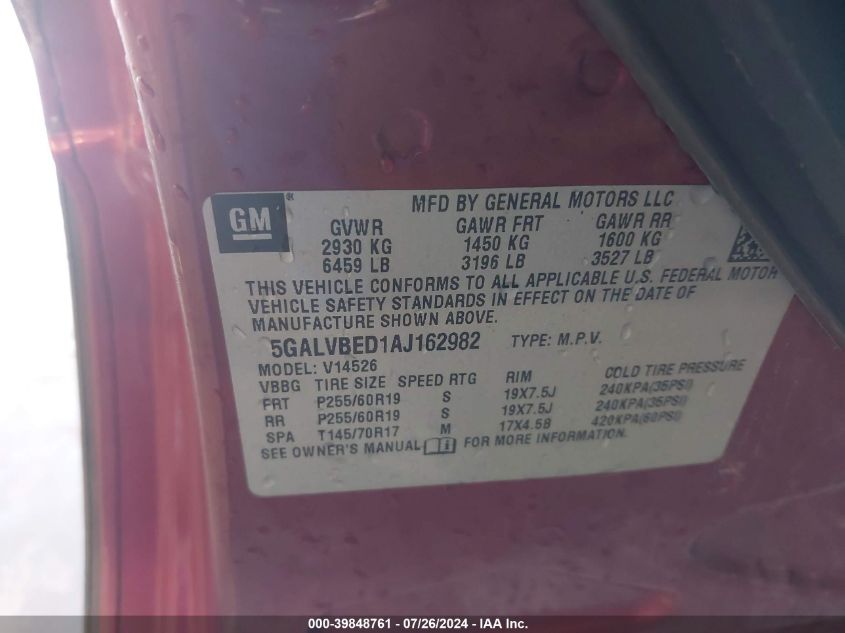 GM
MFD BY GENERAL MOTORS LLC
GVWR GAWR FRT GAWR RR
2930 KG 1450 KG 1600 KG
6459 LB 3196 LB 3527 LB
THIS VEHICLE CONFORMS TO ALL APPLICABLE U.S. FEDERAL MOTOR
VEHICLE SAFETY STANDARDS IN EFFECT ON THE DATE OF
MANUFACTURE SHOWN ABOVE.
5GALVBED1AJ162982 TYPE: M.P.V.
MODEL: V14526
VBBG TIRE SIZE SPEED RTG RIM COLD TIRE PRESSURE
FRT P255/60R19 S 19X7.5J 240KPA(35PSI)
RR P255/60R19 S 19X7.5J 240KPA(35PSI)
SPA T145/70R17 M 17X4.5B 420KPA(60PSI)
SEE OWNER'S MANUAL FOR MORE INFORMATION.
000-39848761 / 07/26/2024 - IAA Inc.